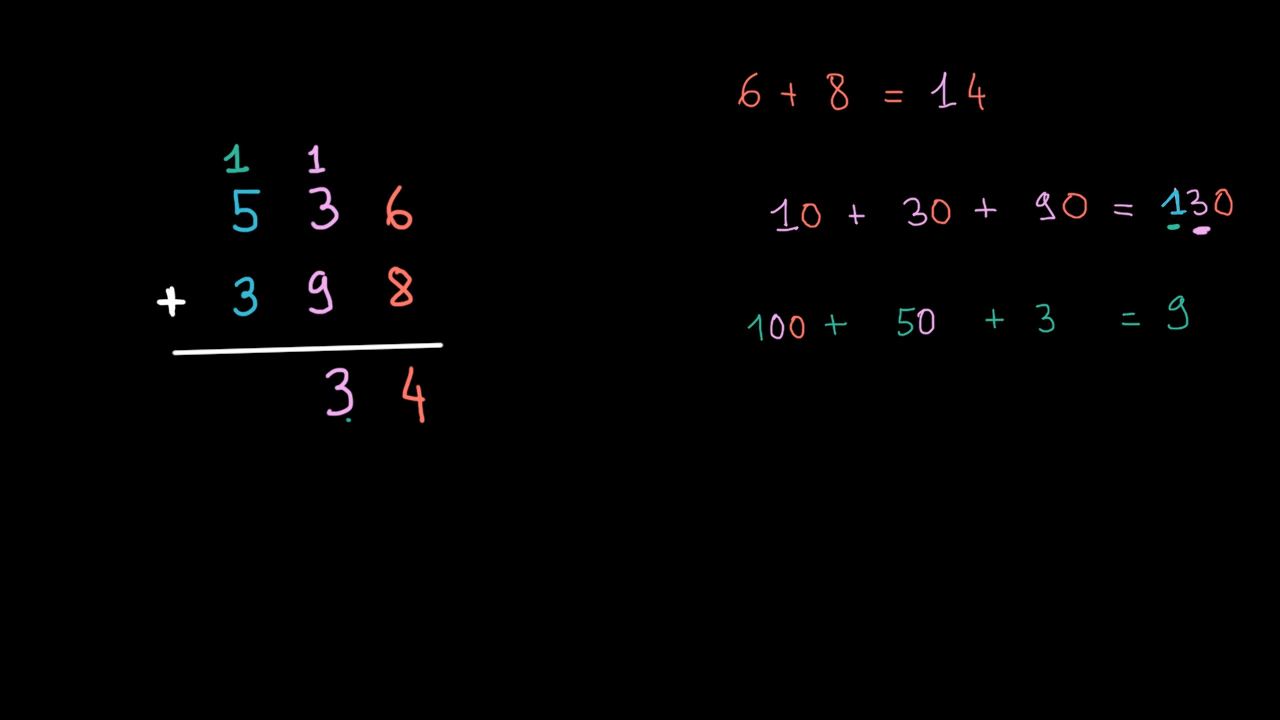 1 1
5 3 6
+ 3 9 8
3 4
6 + 8 = 14
10 + 30 + 90 = 130
100 + 50 + 3 = 9